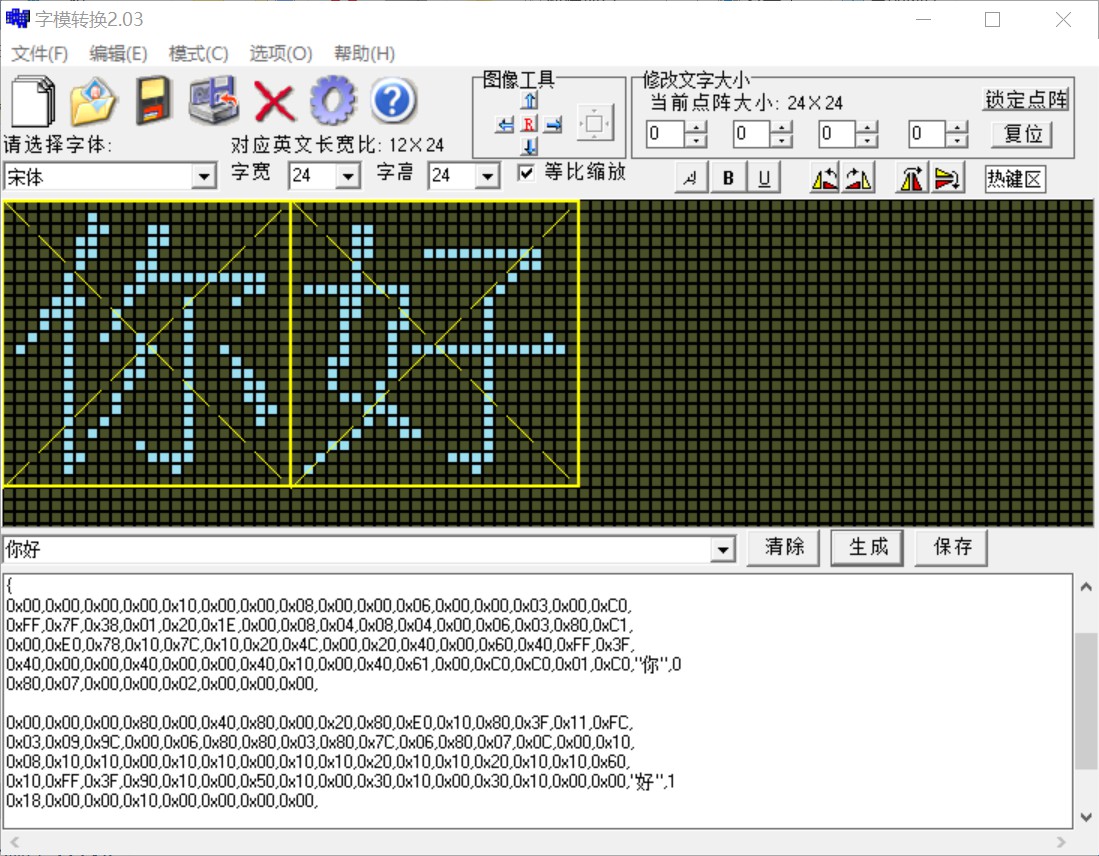 字模转换2.03
文件(F) 编辑(E) 模式(C) 选项(O) 帮助(H)
图像工具
R
修改文字大小
当前点阵大小: 24X24
锁定点阵
0 0 0 0 复位
请选择字体: 对应英文长宽比: 12X24
宋体 字宽 24 字高 24 等比缩放 A B U 热键区
你好
你好 清除 生成 保存
{
0x00,0x00,0x00,0x00,0x10,0x00,0x00,0x08,0x00,0x00,0x06,0x00,0x00,0x03,0x00,0xC0,
0xFF,0x7F,0x38,0x01,0x20,0x1E,0x00,0x08,0x04,0x08,0x04,0x00,0x06,0x03,0x80,0xC1,
0x00,0xE0,0x78,0x10,0x7C,0x10,0x20,0x4C,0x00,0x20,0x40,0x00,0x60,0x40,0xFF,0x3F,
0x40,0x00,0x00,0x40,0x00,0x00,0x40,0x10,0x00,0x40,0x61,0x00,0xC0,0xC0,0x01,0xC0,"你",0
0x80,0x07,0x00,0x00,0x02,0x00,0x00,0x00,
0x00,0x00,0x00,0x80,0x00,0x40,0x80,0x00,0x20,0x80,0xE0,0x10,0x80,0x3F,0x11,0xFC,
0x03,0x09,0x9C,0x00,0x06,0x80,0x80,0x03,0x80,0x7C,0x06,0x80,0x07,0x0C,0x00,0x10,
0x08,0x10,0x10,0x00,0x10,0x10,0x00,0x10,0x10,0x20,0x10,0x10,0x20,0x10,0x10,0x60,
0x10,0xFF,0x3F,0x90,0x10,0x00,0x50,0x10,0x00,0x30,0x10,0x00,0x30,0x10,0x00,0x00,"好",1
0x18,0x00,0x00,0x10,0x00,0x00,0x00,0x00,